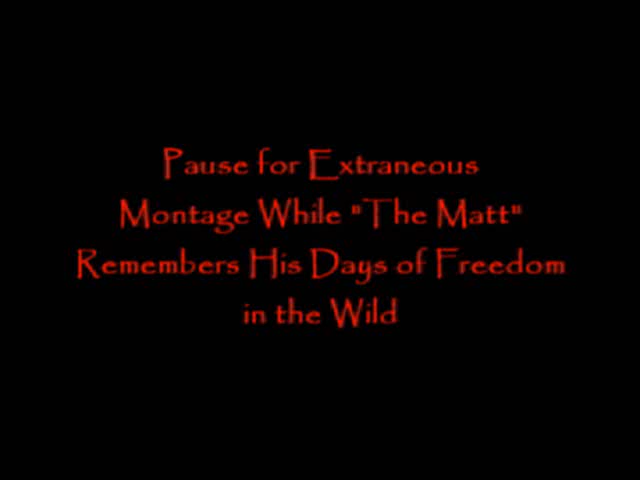 Pause for Extraneous
Montage While "The Matt"
Remembers His Days of Freedom
in the Wild